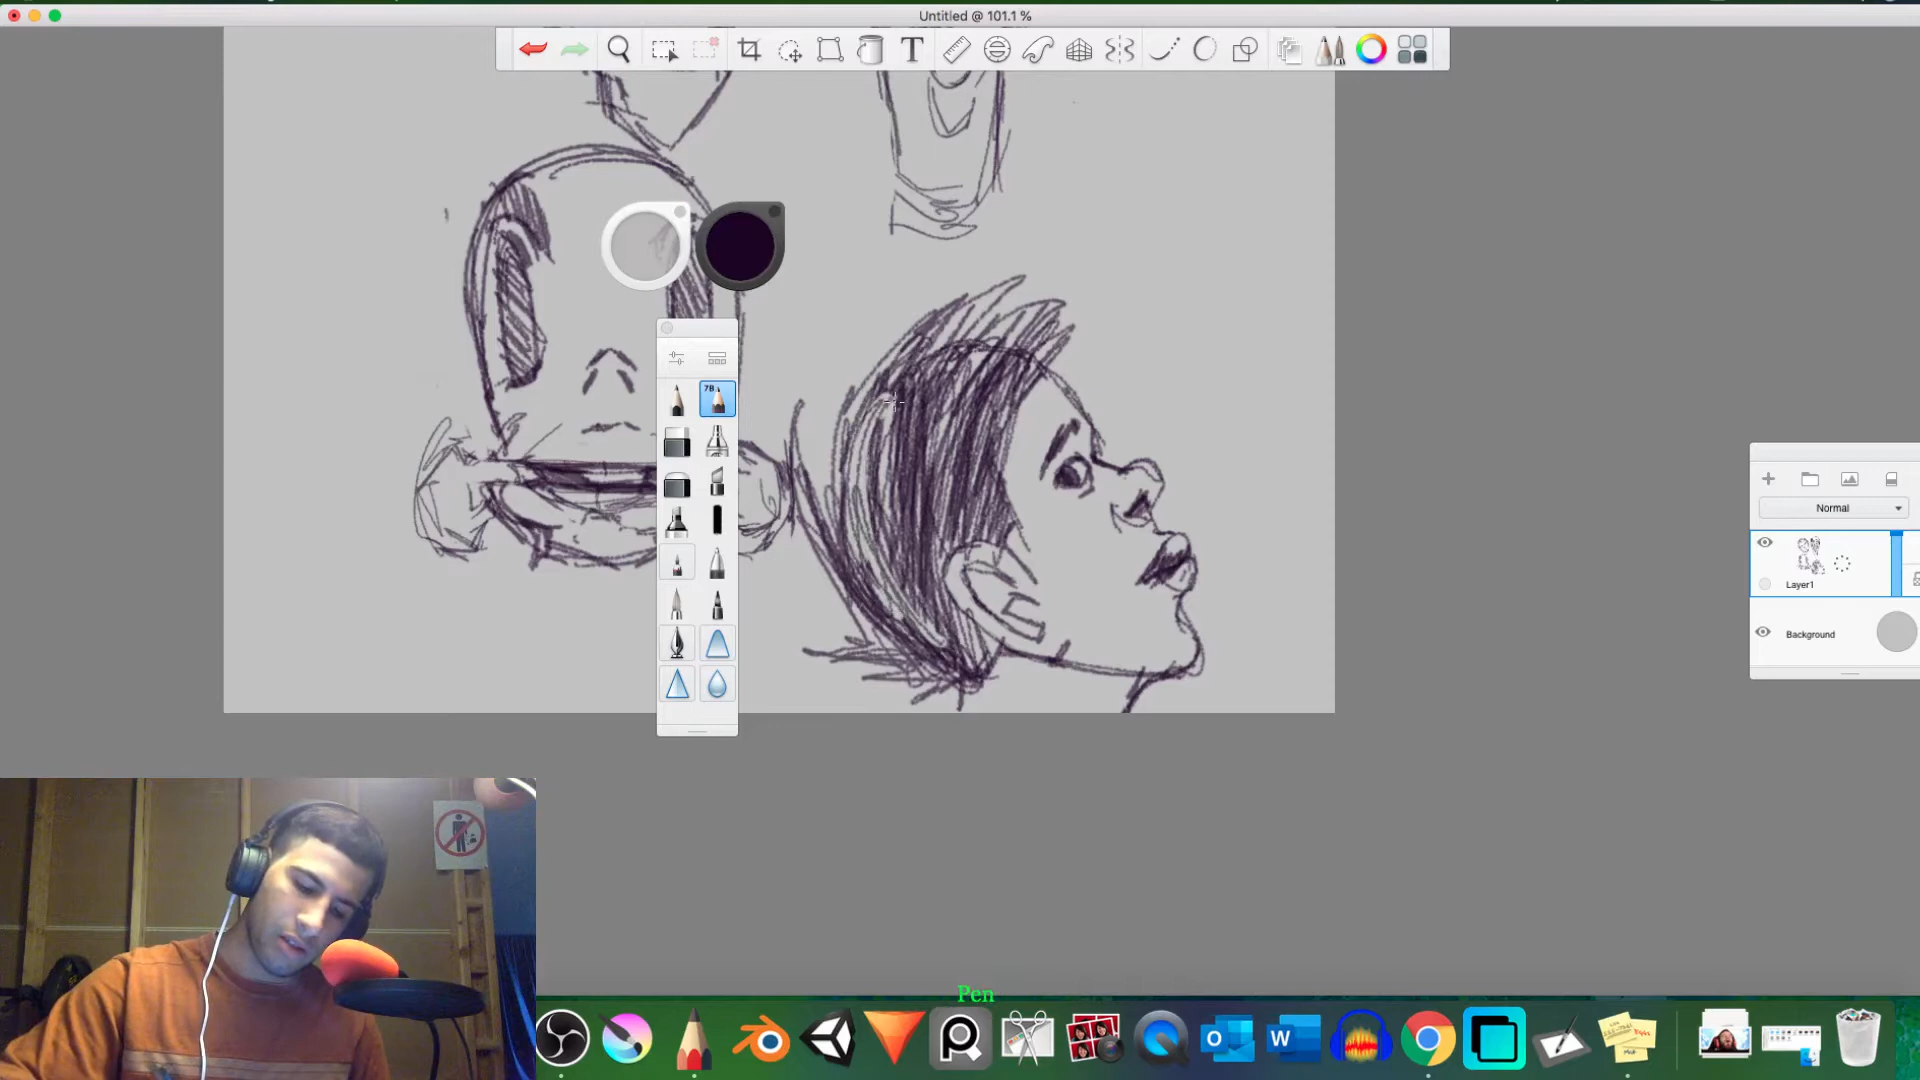 Untitled @ 101.1 %
T
7B
Normal
Layer1
Background
Pen